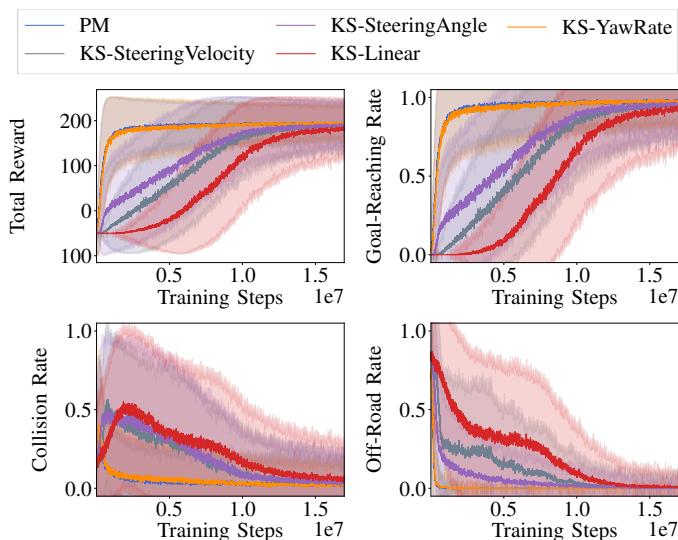 PM KS-SteeringAngle KS-YawRate
KS-SteeringVelocity KS-Linear
Total Reward
200
100
0
100
0.5 1.0 1.5
Training Steps 1e7
Goal-Reaching Rate
1.0
0.5
0.0
0.5 1.0 1.5
Training Steps 1e7
Collision Rate
1.0
0.5
0.0
0.5 1.0 1.5
Training Steps 1e7
Off-Road Rate
1.0
0.5
0.0
0.5 1.0 1.5
Training Steps 1e7